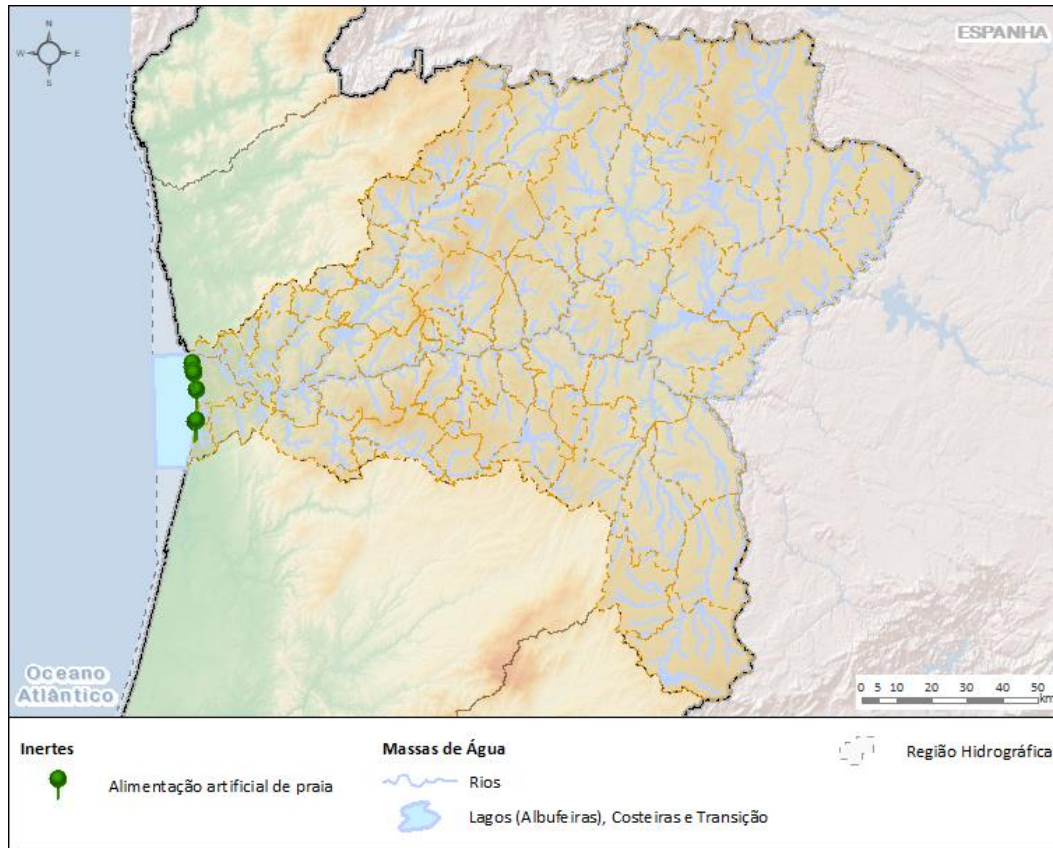 N
W E
S
ESPANHA
Oceano
Atlântico
0 5 10 20 30 40 50
km
Inertes
Alimentação artificial de praia
Massas de Água
Rios
Lagos (Albufeiras), Costeiras e Transição
Região Hidrográfica